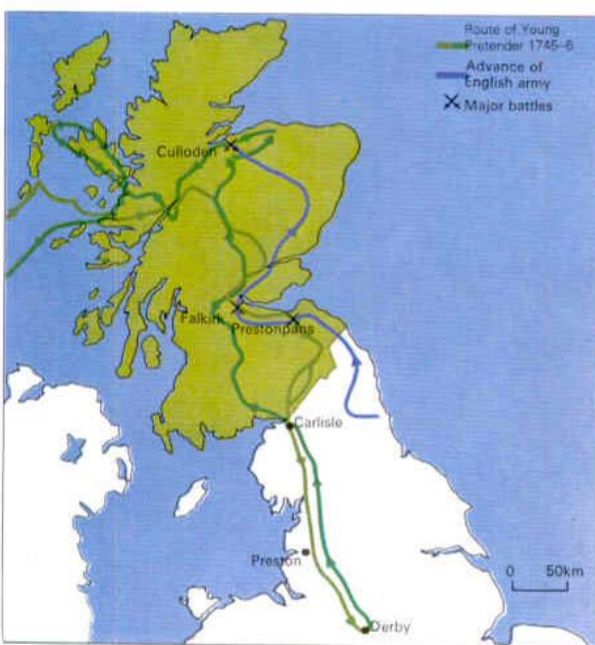 Route of Young
Pretender 1745-6
Advance of
English army
Major battles
Culloden
Falkirk
Prestonpans
Carlisle
Preston
0 50km
Derby